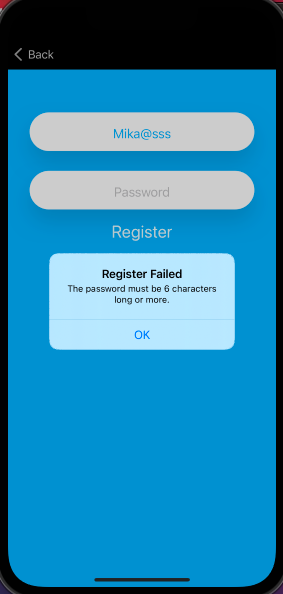 Back
Mika@sss
Password
Register
Register Failed
The password must be 6 characters
long or more.
OK